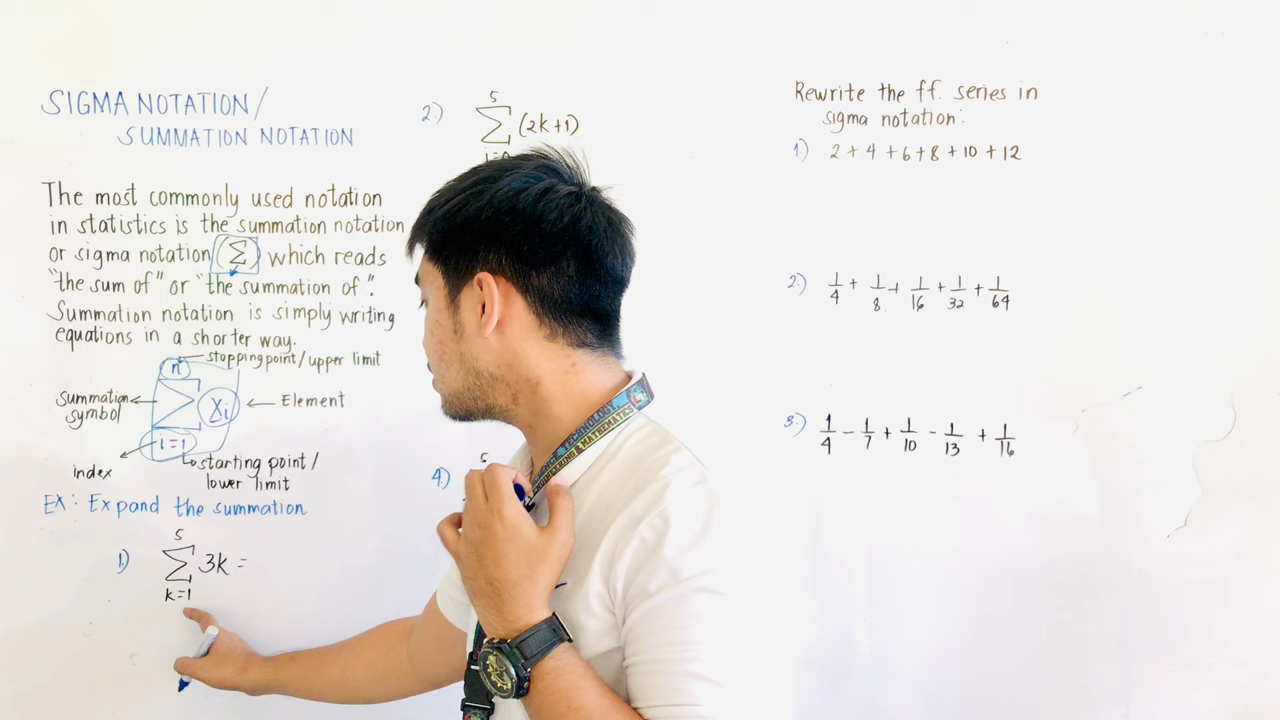 SIGMA NOTATION/
SUMMATION NOTATION
The most commonly used notation
in statistics is the summation notation
or sigma notation (Σ) which reads
"the sum of" or "the summation of".
Summation notation is simply writing
equations in a shorter way.
n
stopping point/upper limit
Summation
symbol
Σ
Xi
Element
i=1
index
starting point/
lower limit
EX: Expand the summation
1.)
5
Σ 3k =
k=1
2.)
5
Σ (2k+1)
4.)
5
TECHNOLOGY,
ENGINEERING & MATHEMATICS
Rewrite the ff. series in
sigma notation:
1.) 2 + 4 + 6 + 8 + 10 + 12
2.) 1/4 + 1/8 + 1/16 + 1/32 + 1/64
3.) 1/4 - 1/7 + 1/10 - 1/13 + 1/16